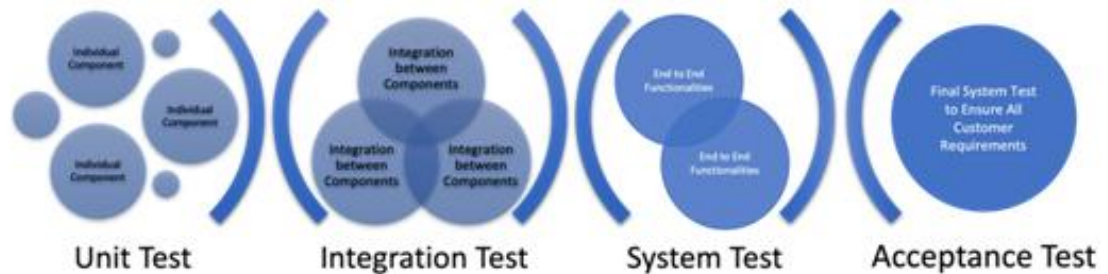 Individual
Component
Individual
Component
Individual
Component
Unit Test
Integration
between
Components
Integration
between
Components
Integration
between
Components
Integration Test
End to End
Functionalities
End to End
Functionalities
System Test
Final System Test
to Ensure All
Customer
Requirements
Acceptance Test